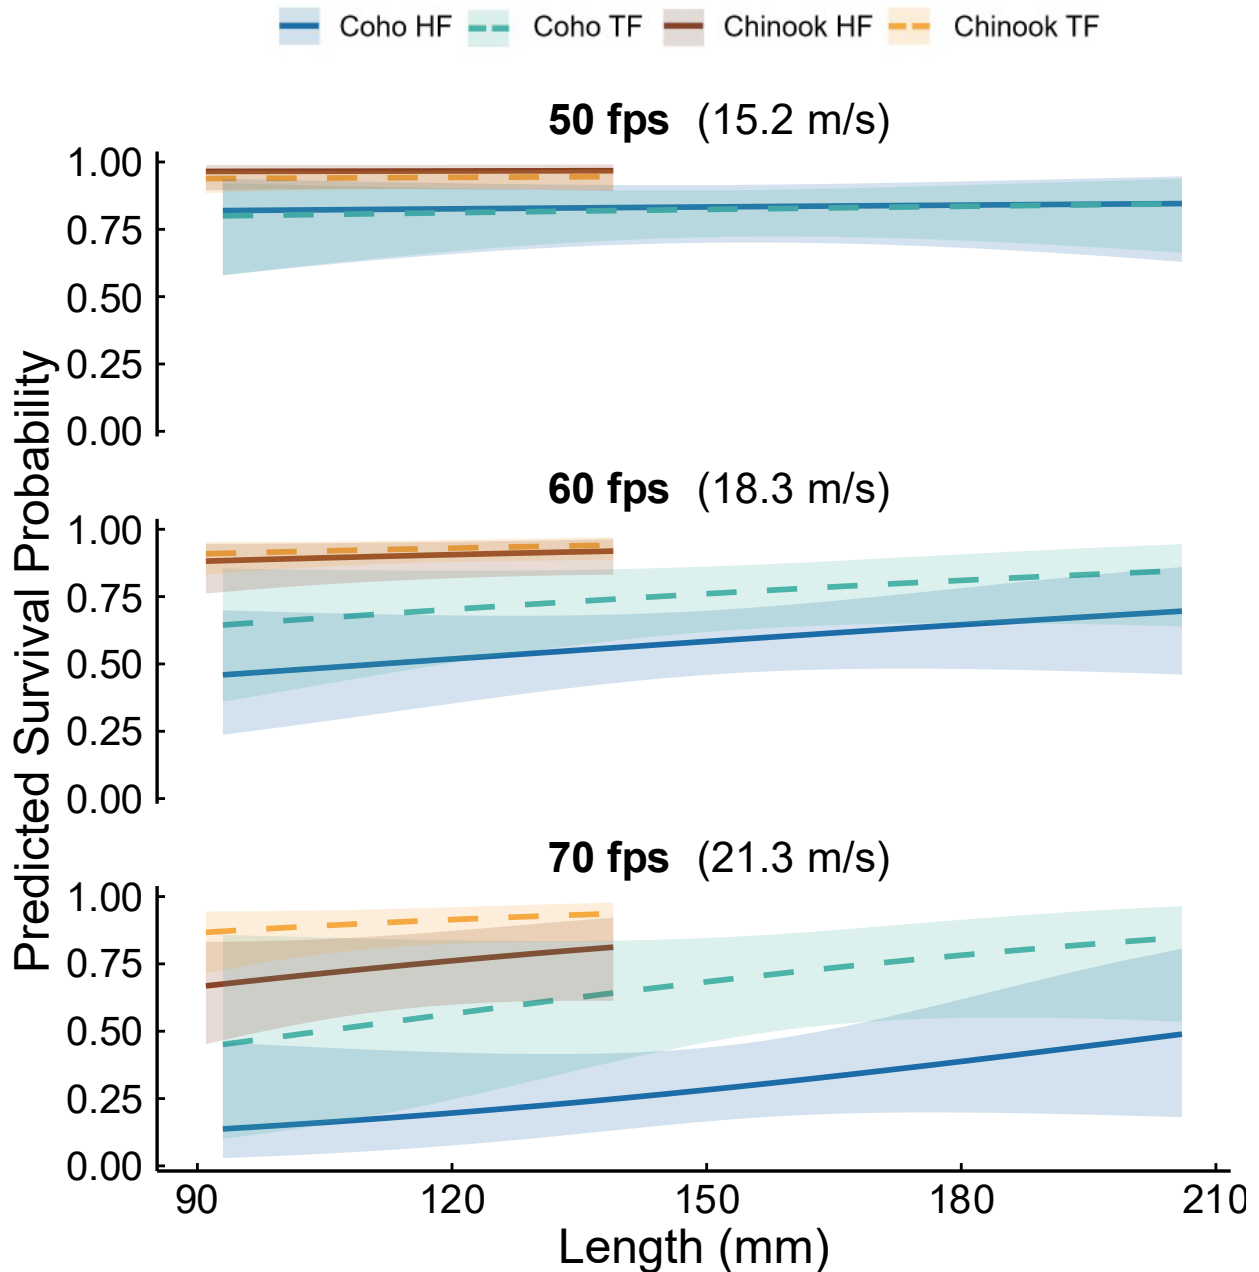 Coho HF Coho TF Chinook HF Chinook TF
50 fps (15.2 m/s)
1.00
0.75
0.50
0.25
0.00
60 fps (18.3 m/s)
1.00
0.75
0.50
0.25
0.00
70 fps (21.3 m/s)
1.00
0.75
0.50
0.25
0.00
90 120 150 180 210
Length (mm)
Predicted Survival Probability